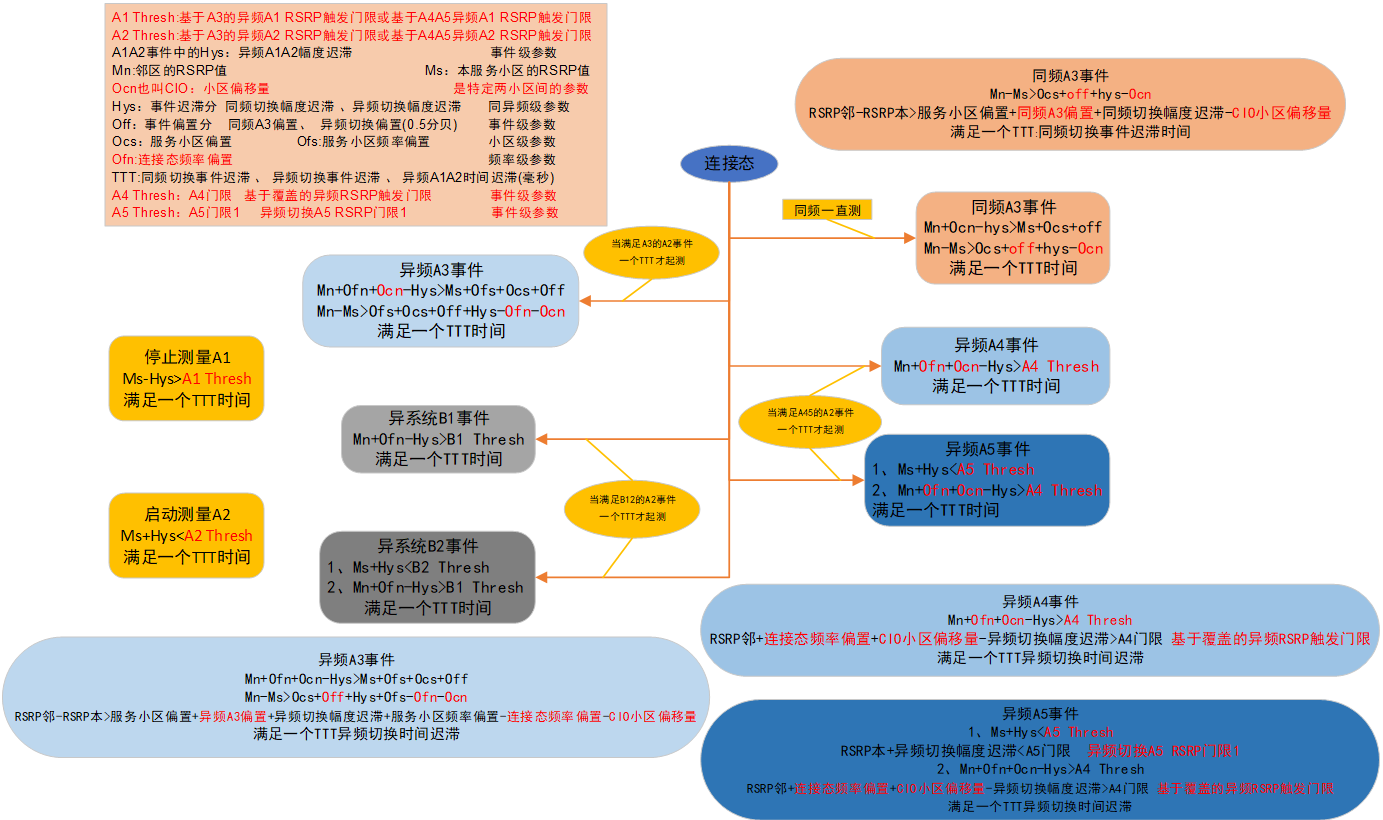 A1 Thresh:基于A3的异频A1 RSRP触发门限或基于A4A5异频A1 RSRP触发门限
A2 Thresh:基于A3的异频A2 RSRP触发门限或基于A4A5异频A2 RSRP触发门限
A1A2事件中的Hys：异频A1A2幅度迟滞 事件级参数
Mn:邻区的RSRP值 Ms：本服务小区的RSRP值
Ocn也叫CIO：小区偏移量 是特定两小区间的参数
Hys：事件迟滞分 同频切换幅度迟滞 、异频切换幅度迟滞 同异频级参数
Off：事件偏置分 同频A3偏置、 异频切换偏置(0.5分贝) 事件级参数
Ocs：服务小区偏置 Ofs:服务小区频率偏置 小区级参数
Ofn:连接态频率偏置 频率级参数
TTT:同频切换事件迟滞 、异频切换事件迟滞 、 异频A1A2时间迟滞(毫秒)
A4 Thresh：A4门限 基于覆盖的异频RSRP触发门限 事件级参数
A5 Thresh：A5门限1 异频切换A5 RSRP门限1 事件级参数
同频A3事件
Mn-Ms>Ocs+off+hys-Ocn
RSRP邻-RSRP本>服务小区偏置+同频A3偏置+同频切换幅度迟滞-CIO小区偏移量
满足一个TTT:同频切换事件迟滞时间
连接态
同频一直测
同频A3事件
Mn+Ocn-hys>Ms+Ocs+off
Mn-Ms>Ocs+off+hys-Ocn
满足一个TTT时间
当满足A3的A2事件
一个TTT才起测
异频A3事件
Mn+Ofn+Ocn-Hys>Ms+Ofs+Ocs+Off
Mn-Ms>Ofs+Ocs+Off+Hys-Ofn-Ocn
满足一个TTT时间
停止测量A1
Ms-Hys>A1 Thresh
满足一个TTT时间
异频A4事件
Mn+Ofn+Ocn-Hys>A4 Thresh
满足一个TTT时间
当满足A45的A2事件
一个TTT才起测
异系统B1事件
Mn+Ofn-Hys>B1 Thresh
满足一个TTT时间
异频A5事件
1、Ms+Hys<A5 Thresh
2、Mn+Ofn+Ocn-Hys>A4 Thresh
满足一个TTT时间
当满足B12的A2事件
一个TTT才起测
启动测量A2
Ms+Hys<A2 Thresh
满足一个TTT时间
异系统B2事件
1、Ms+Hys<B2 Thresh
2、Mn+Ofn-Hys>B1 Thresh
满足一个TTT时间
异频A4事件
Mn+Ofn+Ocn-Hys>A4 Thresh
RSRP邻+连接态频率偏置+CIO小区偏移量-异频切换幅度迟滞>A4门限 基于覆盖的异频RSRP触发门限
满足一个TTT异频切换时间迟滞
异频A3事件
Mn+Ofn+Ocn-Hys>Ms+Ofs+Ocs+Off
Mn-Ms>Ocs+Off+Hys+Ofs-Ofn-Ocn
RSRP邻-RSRP本>服务小区偏置+异频A3偏置+异频切换幅度迟滞+服务小区频率偏置-连接态频率偏置-CIO小区偏移量
满足一个TTT异频切换时间迟滞
异频A5事件
1、Ms+Hys<A5 Thresh
RSRP本+异频切换幅度迟滞<A5门限 异频切换A5 RSRP门限1
2、Mn+Ofn+Ocn-Hys>A4 Thresh
RSRP邻+连接态频率偏置+CIO小区偏移量-异频切换幅度迟滞>A4门限 基于覆盖的异频RSRP触发门限
满足一个TTT异频切换时间迟滞